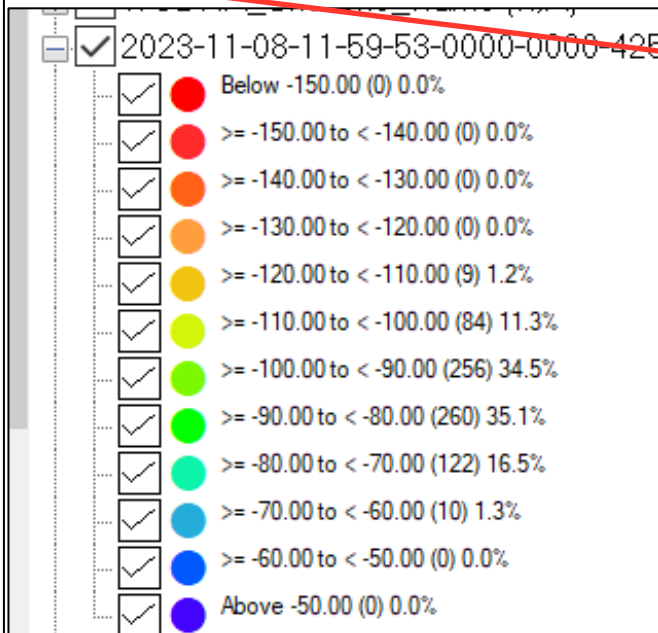 2023-11-08-11-59-53-0000-0000-425
Below -150.00 (0) 0.0%
>= -150.00 to < -140.00 (0) 0.0%
>= -140.00 to < -130.00 (0) 0.0%
>= -130.00 to < -120.00 (0) 0.0%
>= -120.00 to < -110.00 (9) 1.2%
>= -110.00 to < -100.00 (84) 11.3%
>= -100.00 to < -90.00 (256) 34.5%
>= -90.00 to < -80.00 (260) 35.1%
>= -80.00 to < -70.00 (122) 16.5%
>= -70.00 to < -60.00 (10) 1.3%
>= -60.00 to < -50.00 (0) 0.0%
Above -50.00 (0) 0.0%